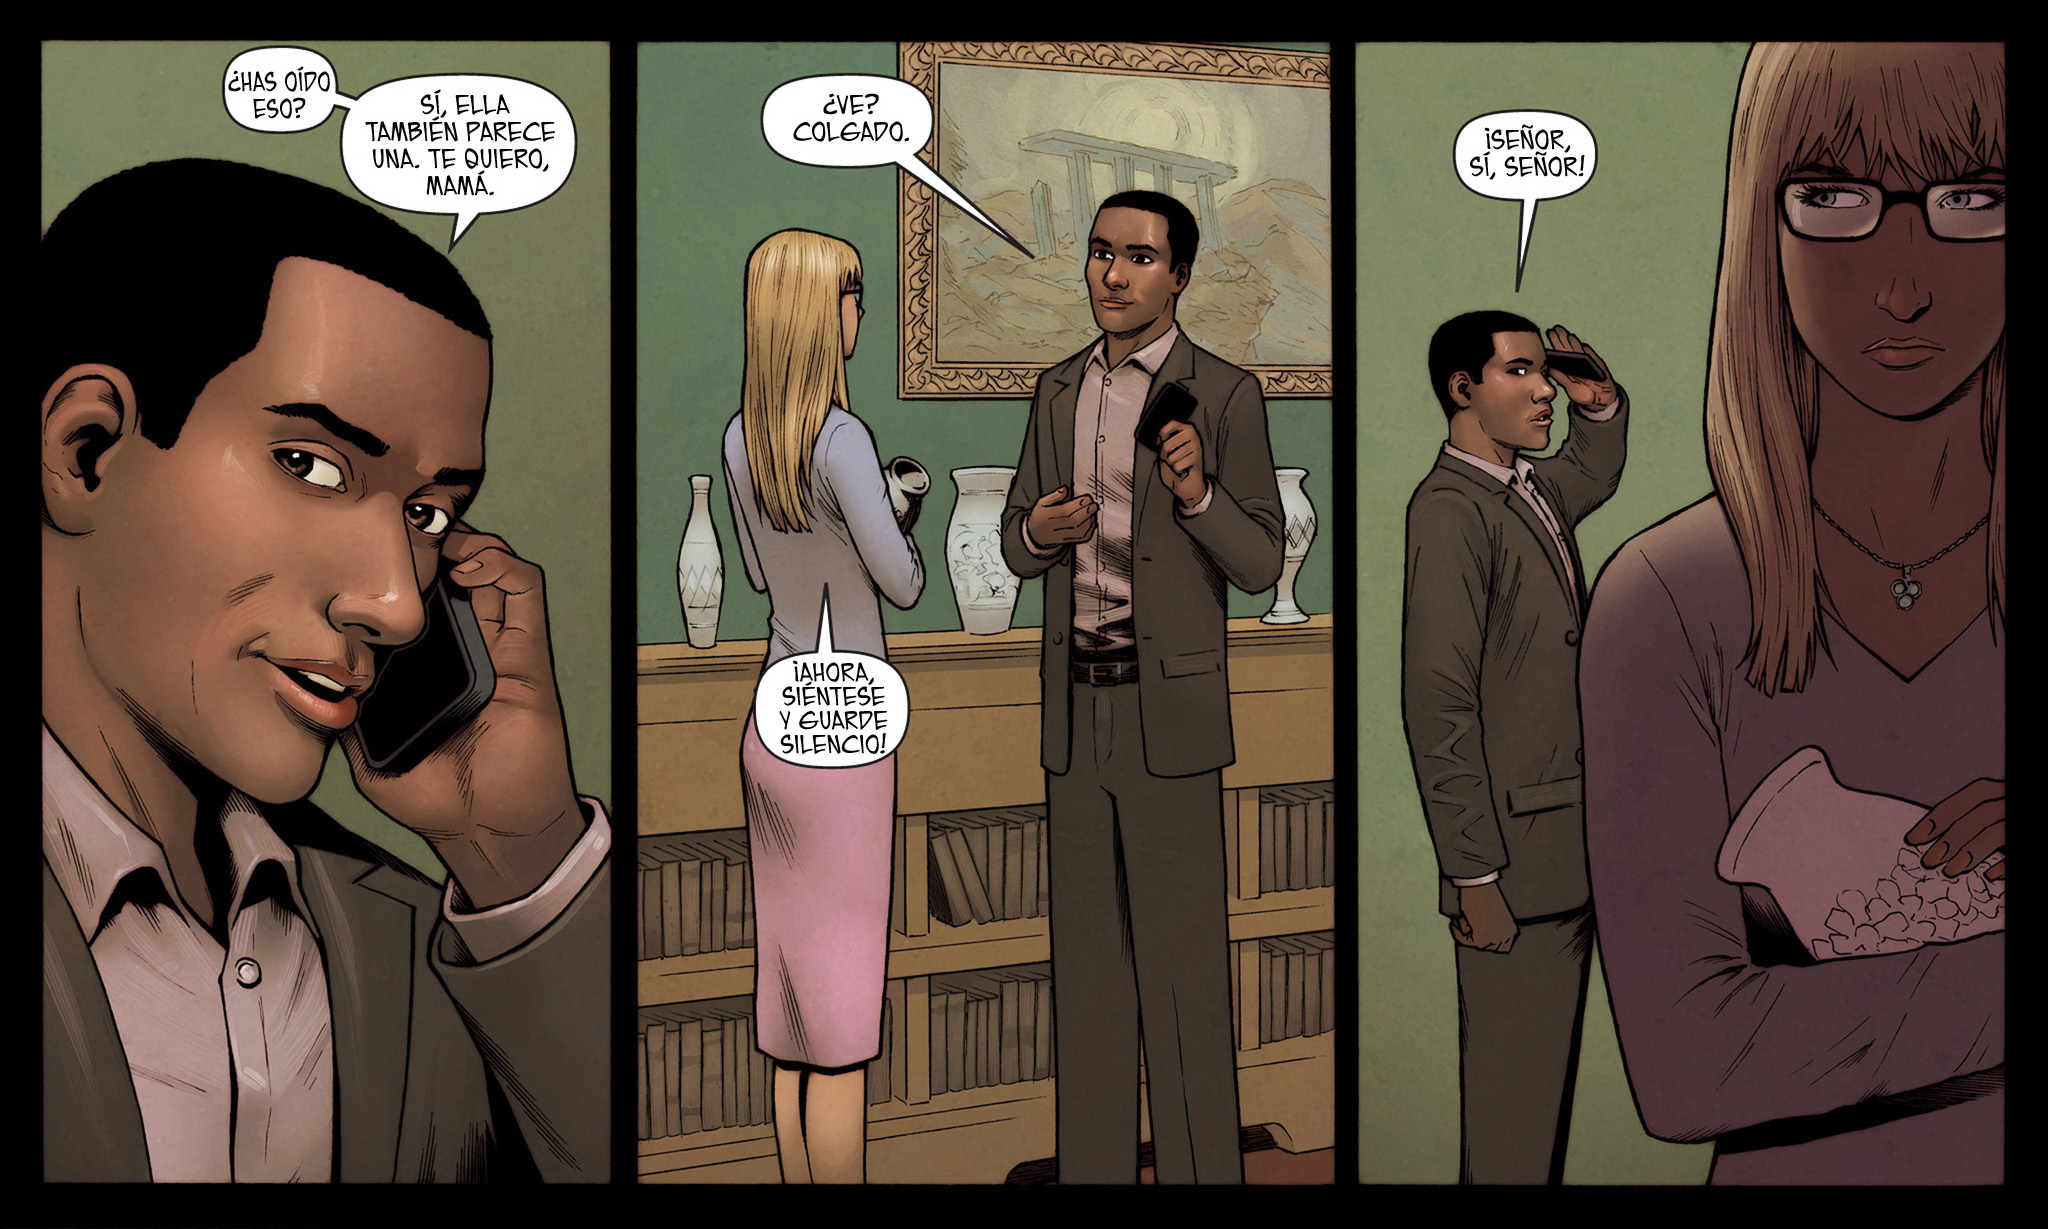 ¿HAS OÍDO
ESO?
SÍ, ELLA
TAMBIÉN PARECE
UNA. TE QUIERO,
MAMÁ.
¿VE?
COLGADO.
¡AHORA,
SIÉNTESE
Y GUARDE
SILENCIO!
¡SEÑOR,
SÍ, SEÑOR!